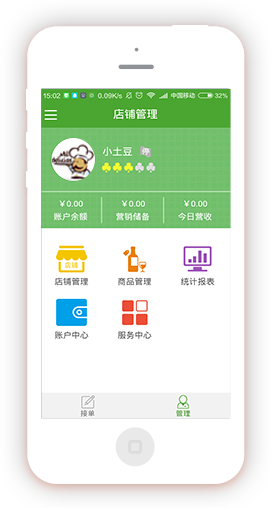 15:02 0.09K/s 中国移动 32%
店铺管理
小土豆
￥0.00 ￥0.00 ￥0.00
账户余额 营销储备 今日营收
店铺
店铺管理 商品管理 统计报表
账户中心 服务中心
接单 管理